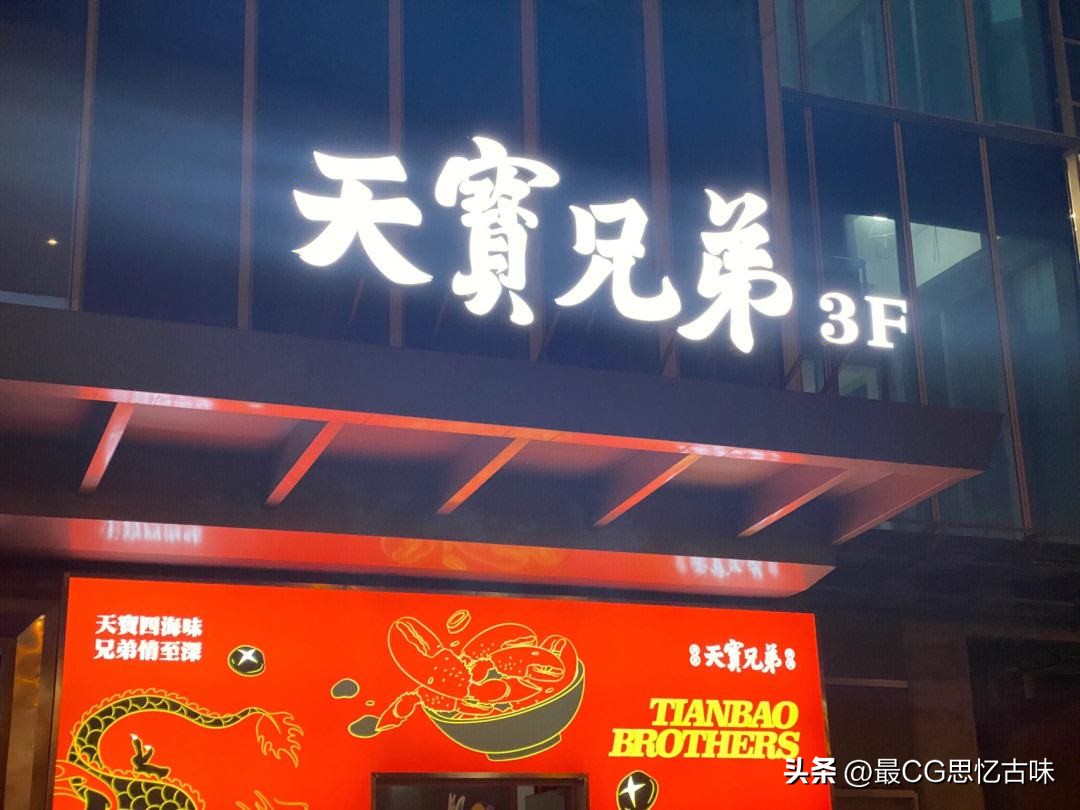 天寶兄弟 3F
天寶四海味
兄弟情至深
天寶兄弟
TIANBAO
BROTHERS
头条 @最CG思忆古味